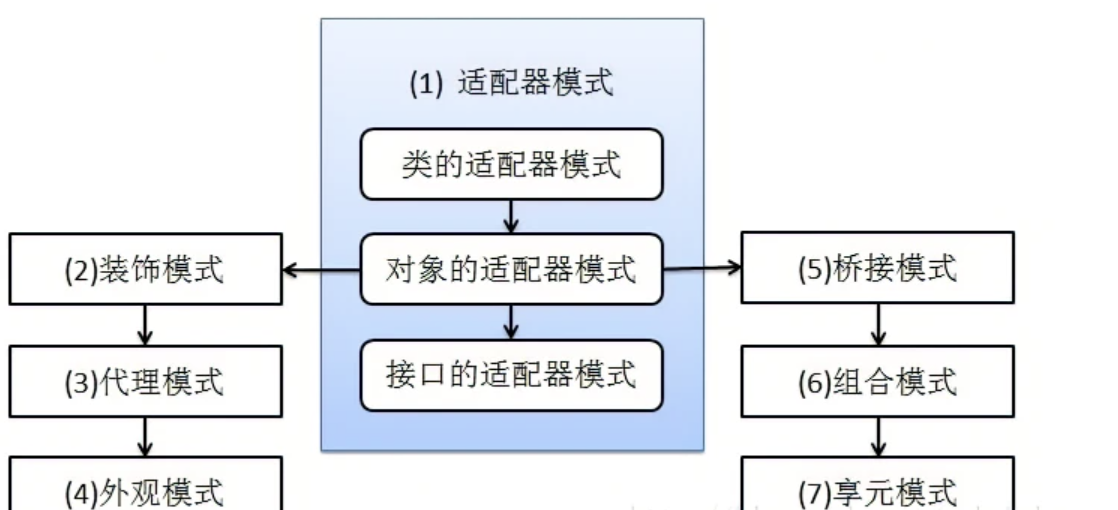 (1) 适配器模式
类的适配器模式
(2)装饰模式
对象的适配器模式
(5)桥接模式
(3)代理模式
接口的适配器模式
(6)组合模式
(4)外观模式
(7)享元模式